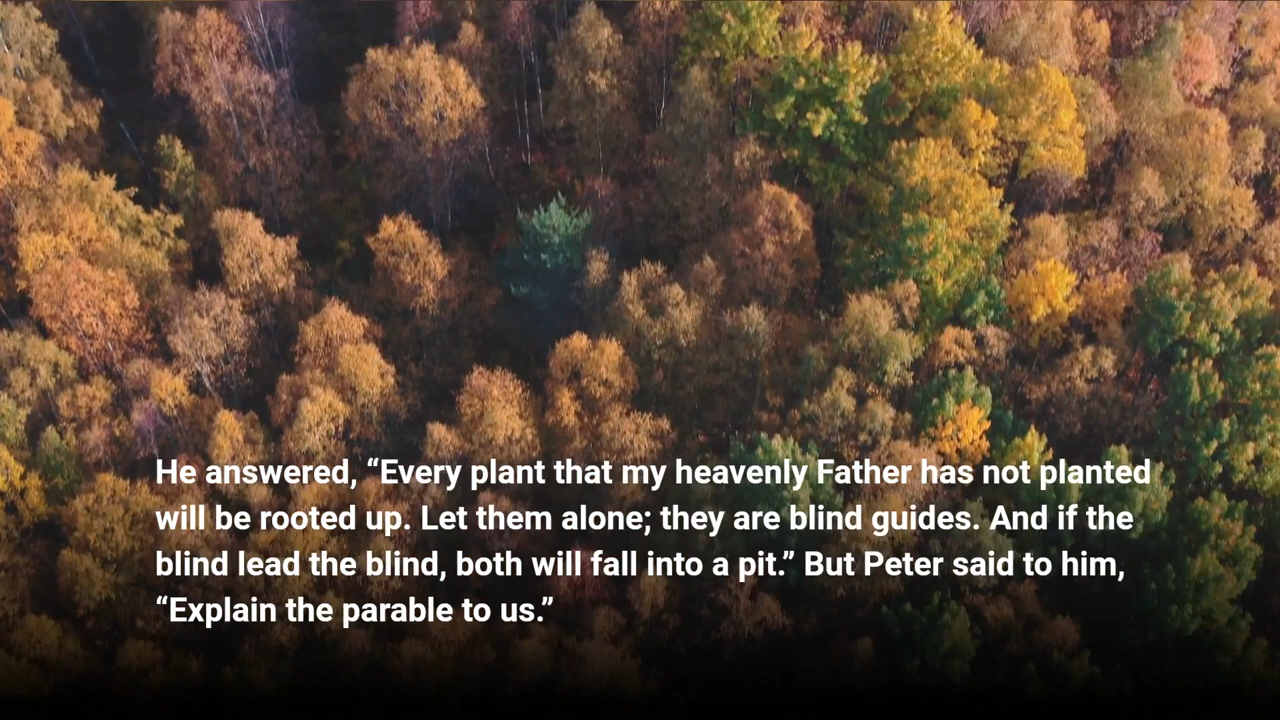 He answered, “Every plant that my heavenly Father has not planted
will be rooted up. Let them alone; they are blind guides. And if the
blind lead the blind, both will fall into a pit.” But Peter said to him,
“Explain the parable to us.”